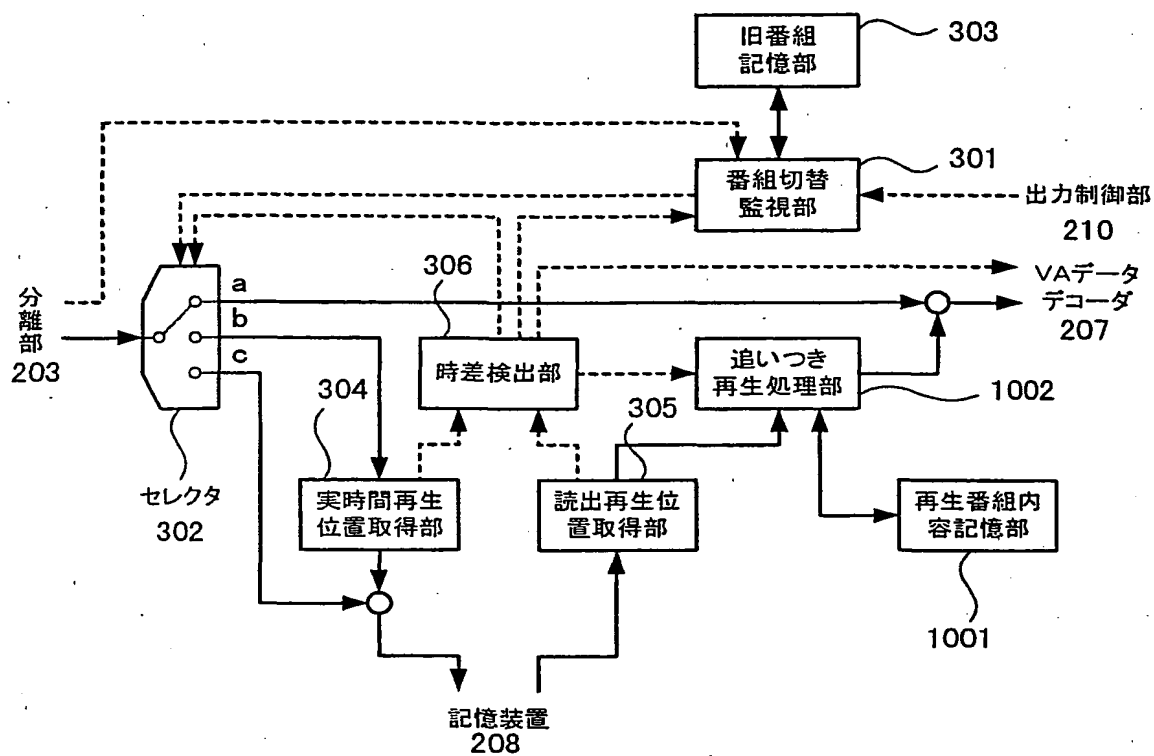 旧番組
記憶部
303
番組切替
監視部
301
出力制御部
210
VAデータ
デコーダ
207
分離部
203
a
b
c
セレクタ
302
306
時差検出部
追いつき
再生処理部
1002
304
実時間再生
位置取得部
305
読出再生位
置取得部
再生番組内
容記憶部
1001
記憶装置
208